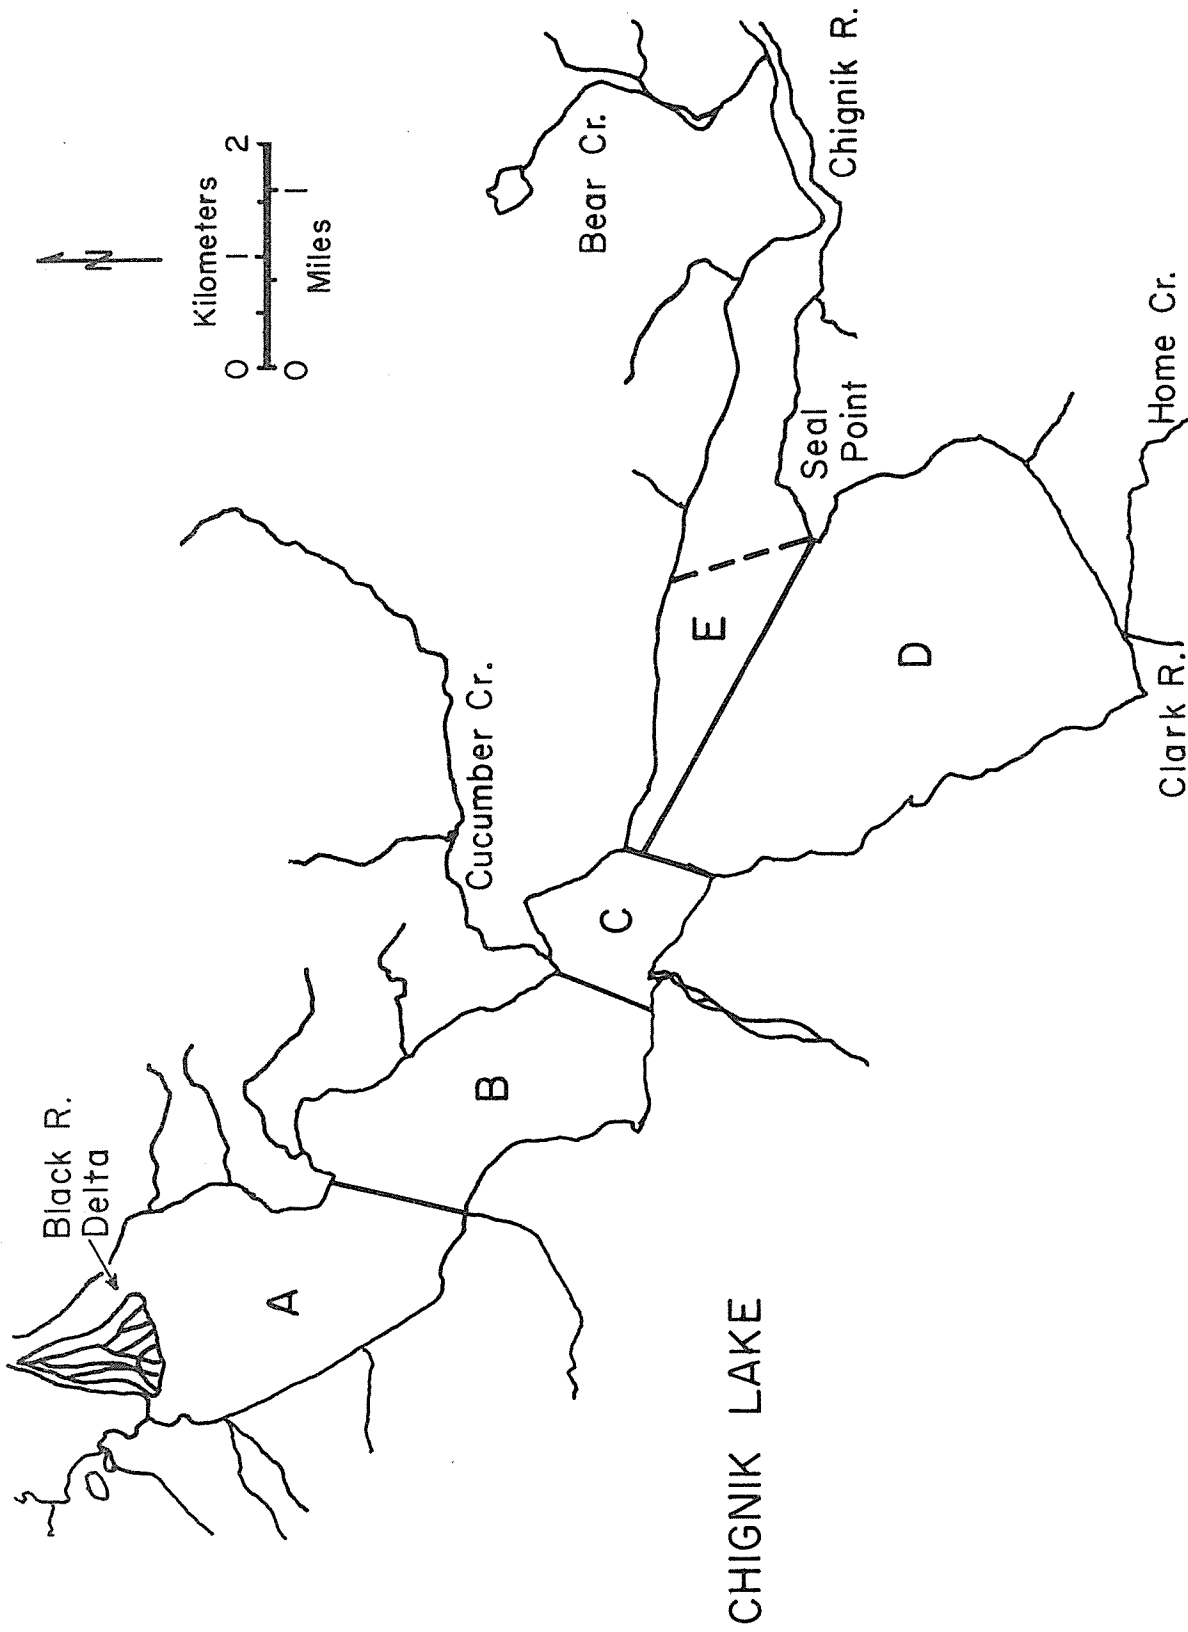 Black R.
Delta
N
Kilometers
0 1 2
0 1
Miles
Cucumber Cr.
Bear Cr.
Chignik R.
A
B
C
E
D
Seal
Point
Clark R.
Home Cr.
CHIGNIK LAKE